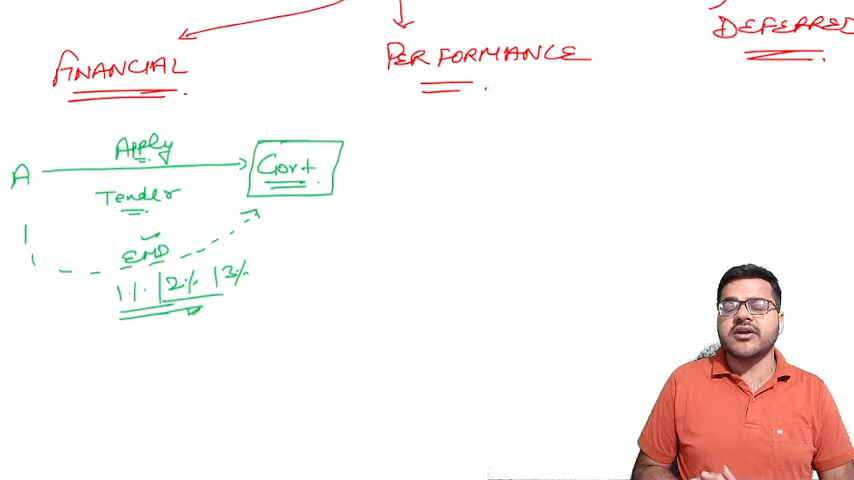 DEFERRED
FINANCIAL
PERFORMANCE
Apply
A
Govt.
Tender
EMD
1% | 2% | 3%